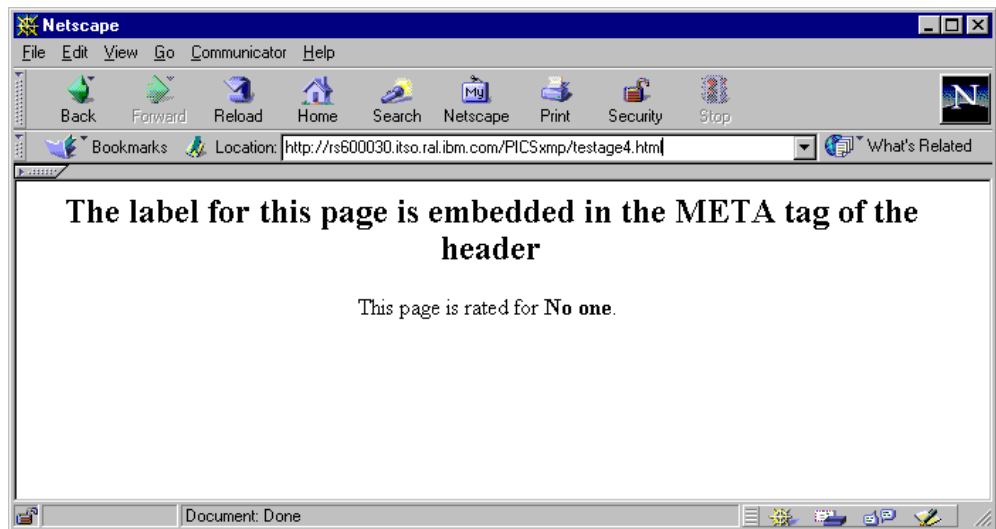 Netscape
File Edit View Go Communicator Help
My N
Back Forward Reload Home Search Netscape Print Security Stop
Bookmarks Location: http://rs600030.itso.ral.ibm.com/PICSxmp/testage4.html What's Related
The label for this page is embedded in the META tag of the
header
This page is rated for No one.
Document: Done